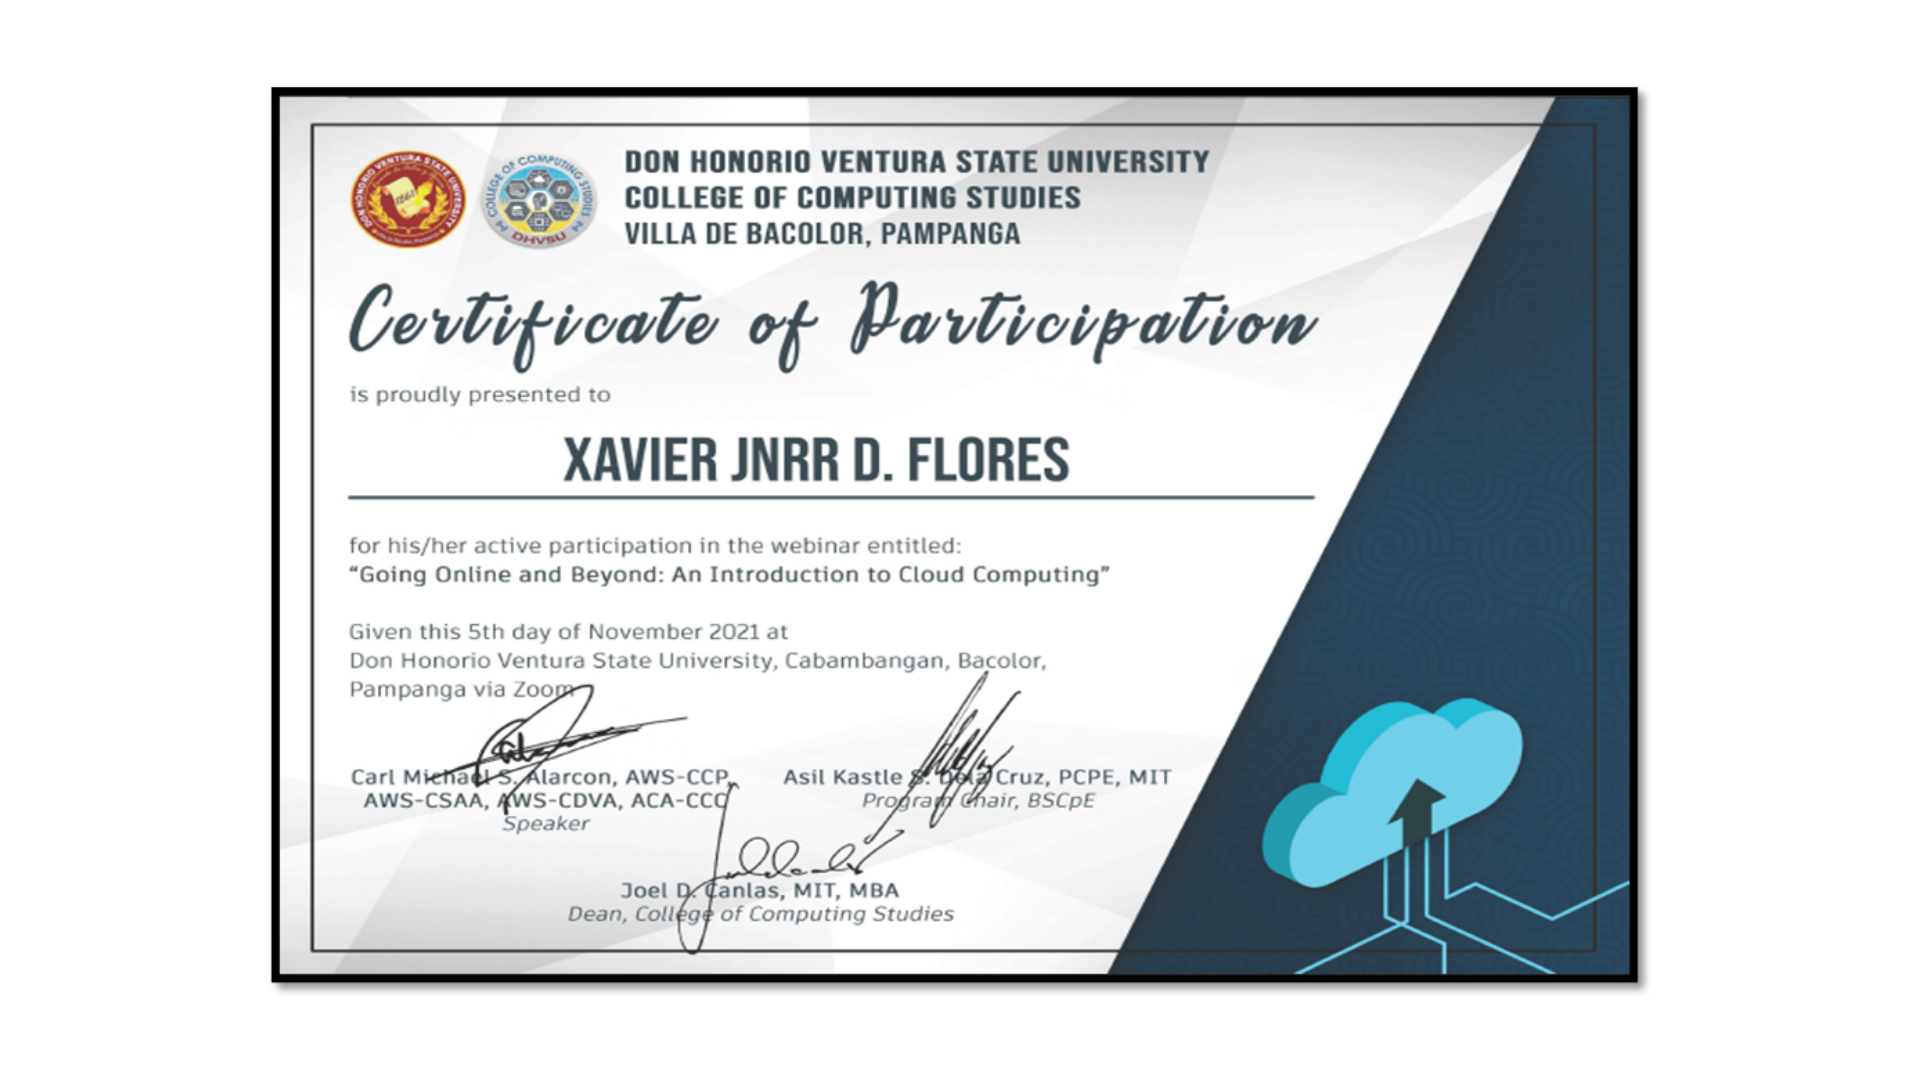 DON HONORIO VENTURA STATE UNIVERSITY
COLLEGE OF COMPUTING STUDIES
VILLA DE BACOLOR, PAMPANGA
DON HONORIO VENTURA STATE UNIVERSITY
1861
COLLEGE OF COMPUTING STUDIES
DHVSU
Certificate of Participation
is proudly presented to
XAVIER JNRR D. FLORES
for his/her active participation in the webinar entitled:
“Going Online and Beyond: An Introduction to Cloud Computing”
Given this 5th day of November 2021 at
Don Honorio Ventura State University, Cabambangan, Bacolor,
Pampanga via Zoom
Carl Michael S. Alarcon, AWS-CCP,
AWS-CSAA, AWS-CDVA, ACA-CCC
Speaker
Asil Kastle S. Dela Cruz, PCPE, MIT
Program Chair, BSCpE
Joel D. Canlas, MIT, MBA
Dean, College of Computing Studies